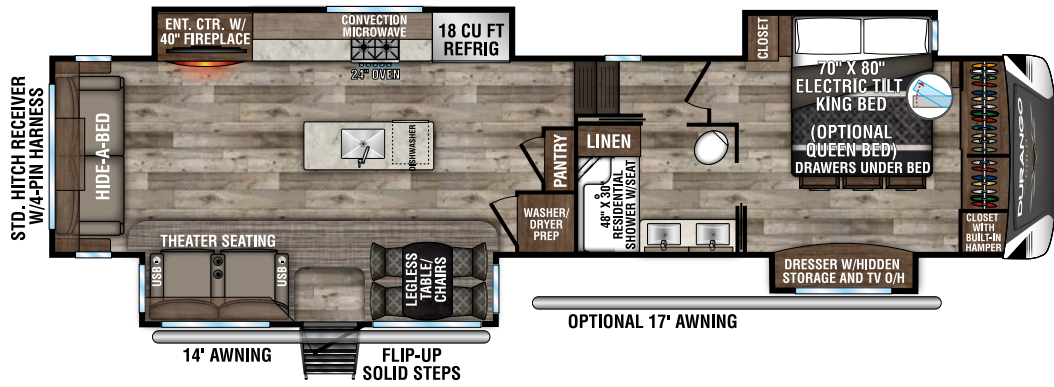 ENT. CTR. W/
40" FIREPLACE
CONVECTION
MICROWAVE
24" OVEN
18 CU FT
REFRIG
CLOSET
70" X 80"
ELECTRIC TILT
KING BED
(OPTIONAL
QUEEN BED)
DRAWERS UNDER BED
STD. HITCH RECEIVER
W/4-PIN HARNESS
HIDE-A-BED
DISHWASHER
PANTRY
LINEN
48" X 30"
RESIDENTIAL
SHOWER W/SEAT
WASHER/
DRYER
PREP
DURANGO
CLOSET
WITH
BUILT-IN
HAMPER
THEATER SEATING
USB
USB
LEGLESS
TABLE/
CHAIRS
DRESSER W/HIDDEN
STORAGE AND TV O/H
OPTIONAL 17' AWNING
14' AWNING
FLIP-UP
SOLID STEPS